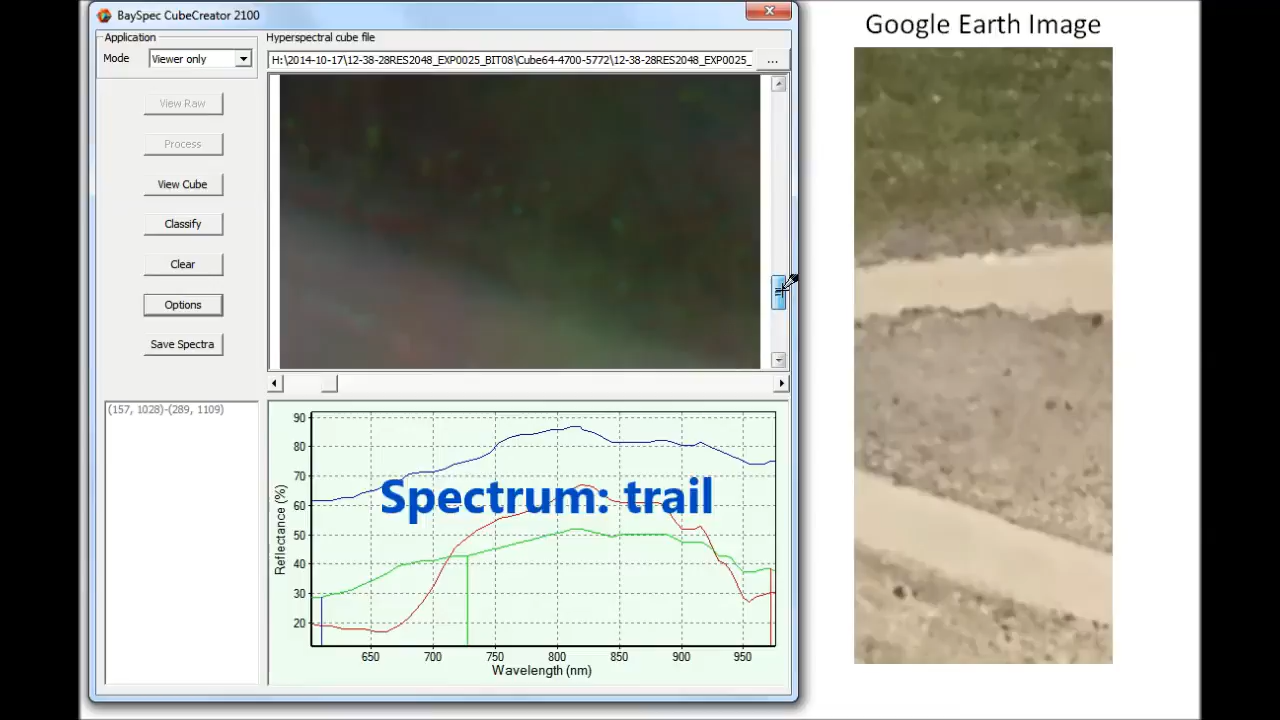 BaySpec CubeCreator 2100
Application
Mode
Viewer only
Hyperspectral cube file
H:\2014-10-17\12-38-28RES2048_EXP0025_BIT08\Cube64-4700-5772\12-38-28RES2048_EXP0025_
...
View Raw
Process
View Cube
Classify
Clear
Options
Save Spectra
(157, 1028)-(289, 1109)
Reflectance (%)
90
80
70
60
50
40
30
20
650 700 750 800 850 900 950
Wavelength (nm)
Spectrum: trail
Google Earth Image